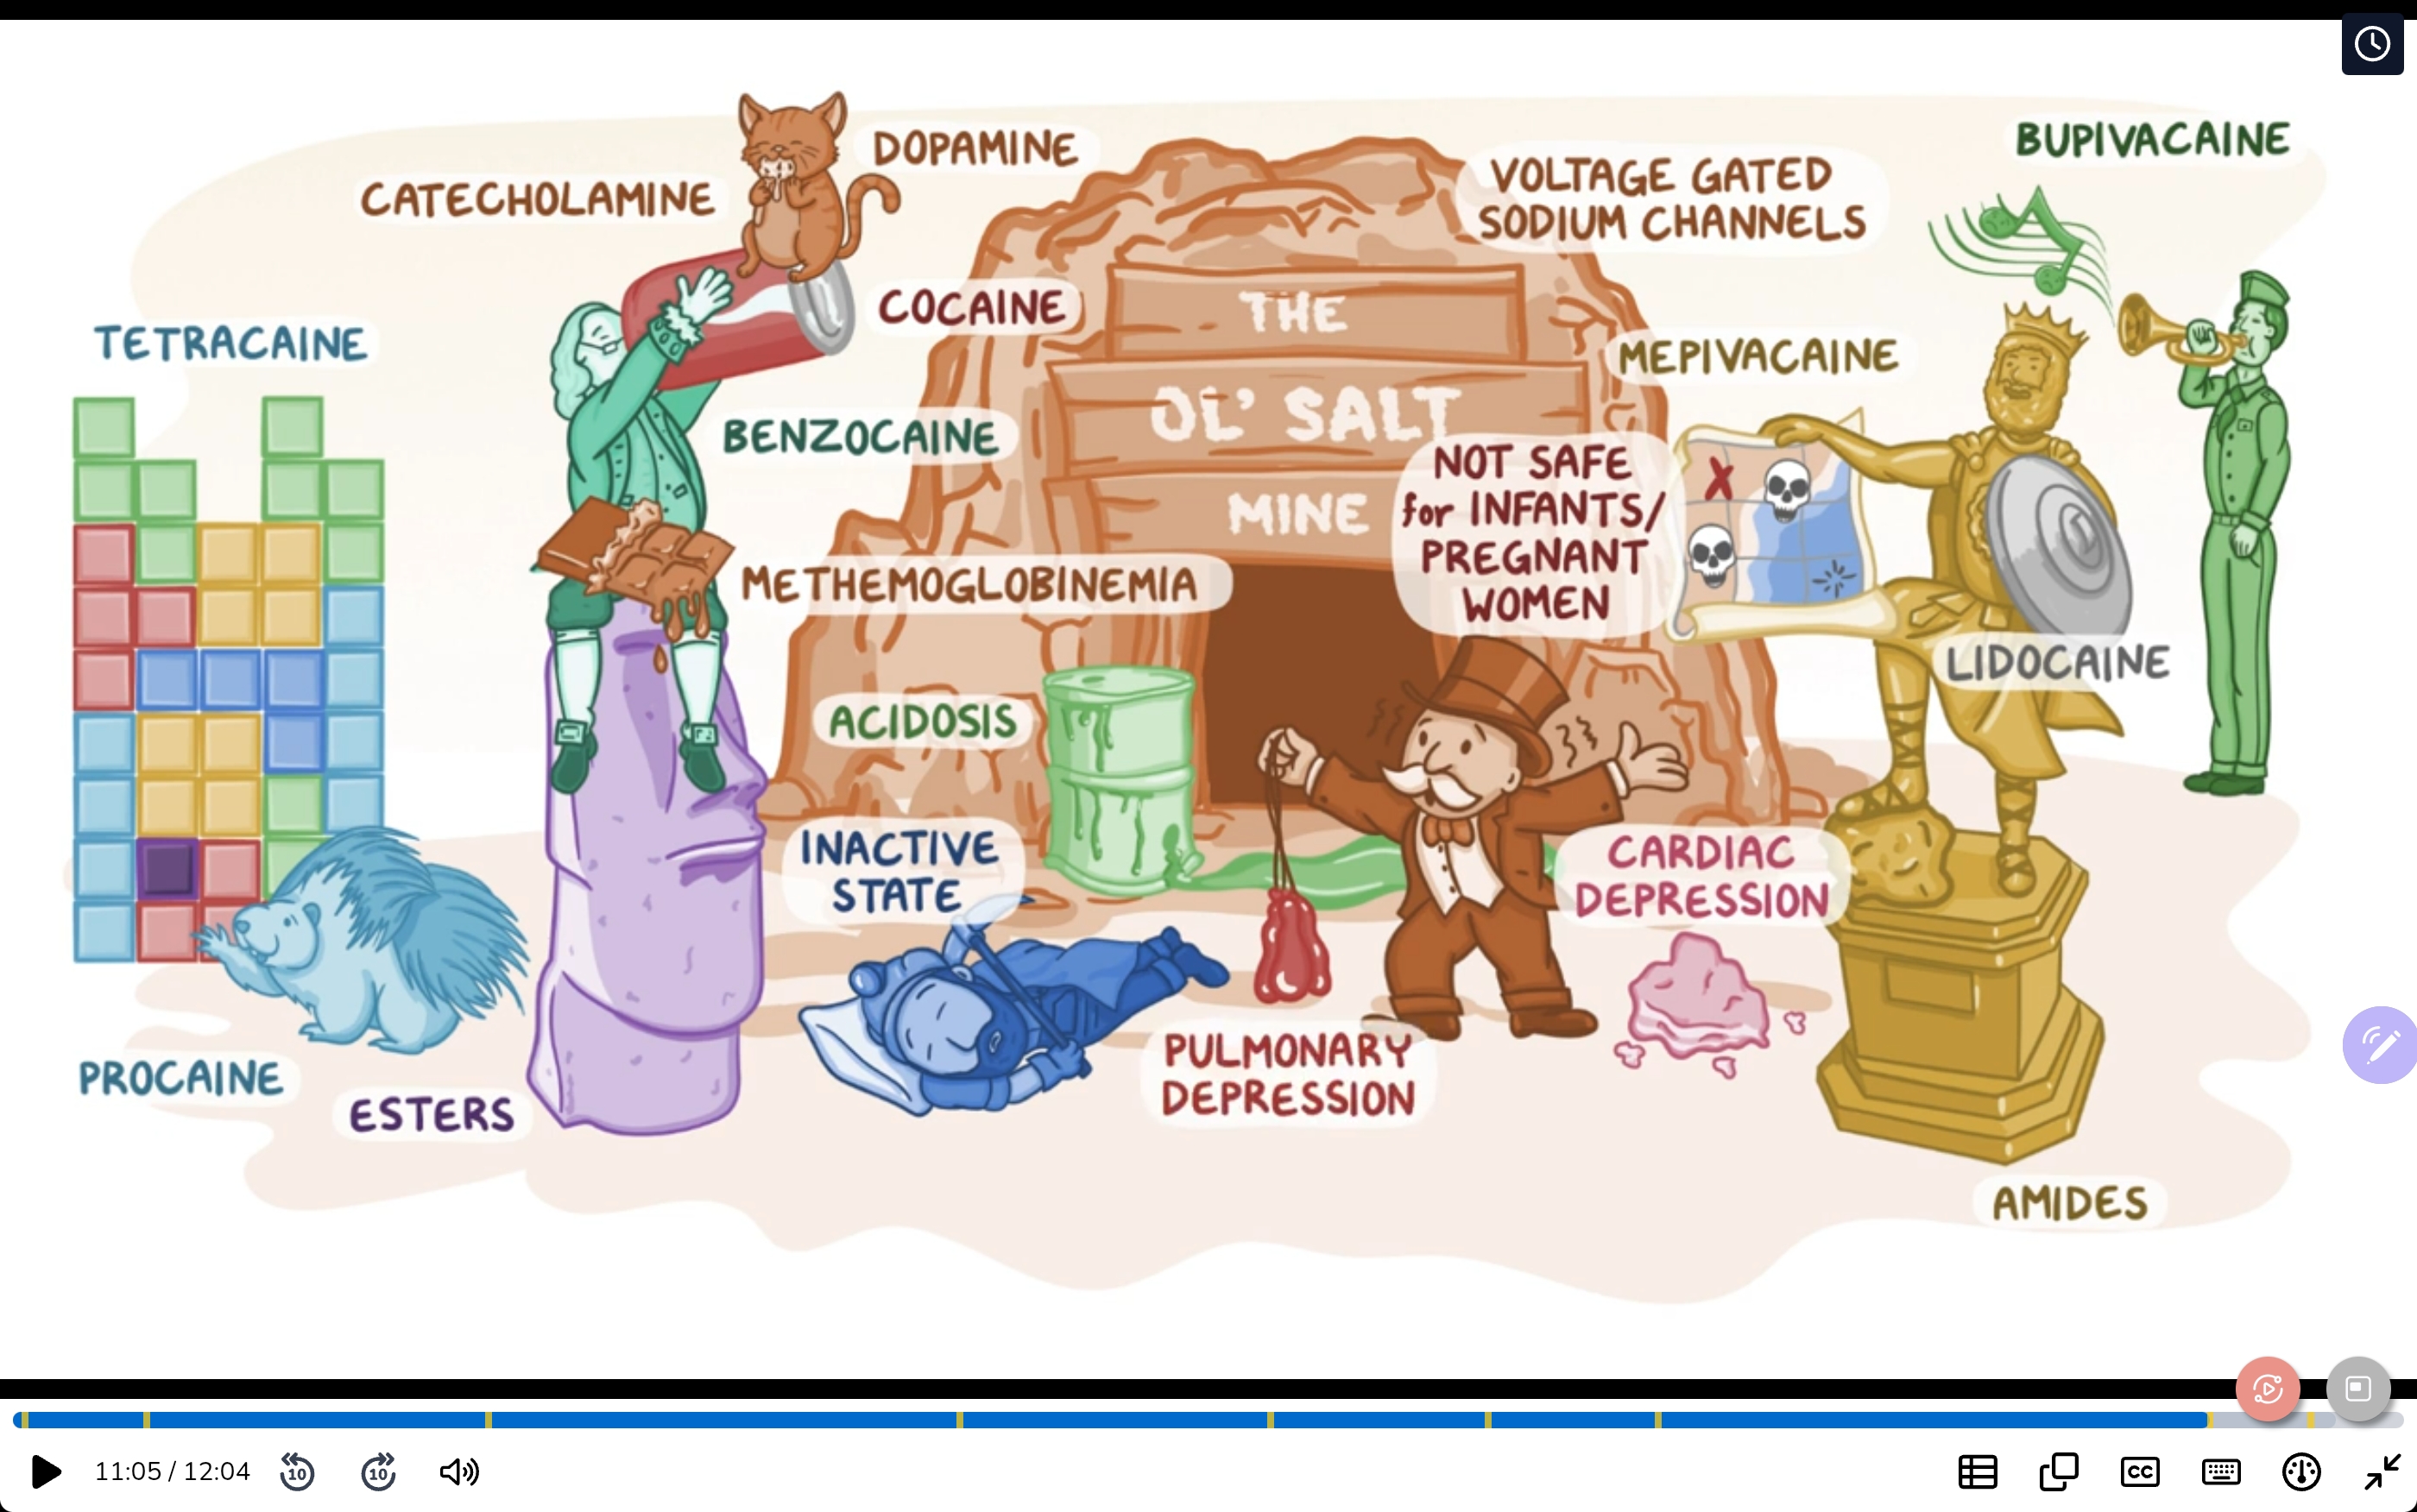 DOPAMINE
CATECHOLAMINE
COCAINE
TETRACAINE
BENZOCAINE
METHEMOGLOBINEMIA
VOLTAGE GATED
SODIUM CHANNELS
THE
OL' SALT
MINE
BUPIVACAINE
MEPIVACAINE
NOT SAFE
for INFANTS/
PREGNANT
WOMEN
LIDOCAINE
ACIDOSIS
INACTIVE
STATE
CARDIAC
DEPRESSION
PULMONARY
DEPRESSION
PROCAINE
ESTERS
AMIDES
11:05 / 12:04
10
10
CC